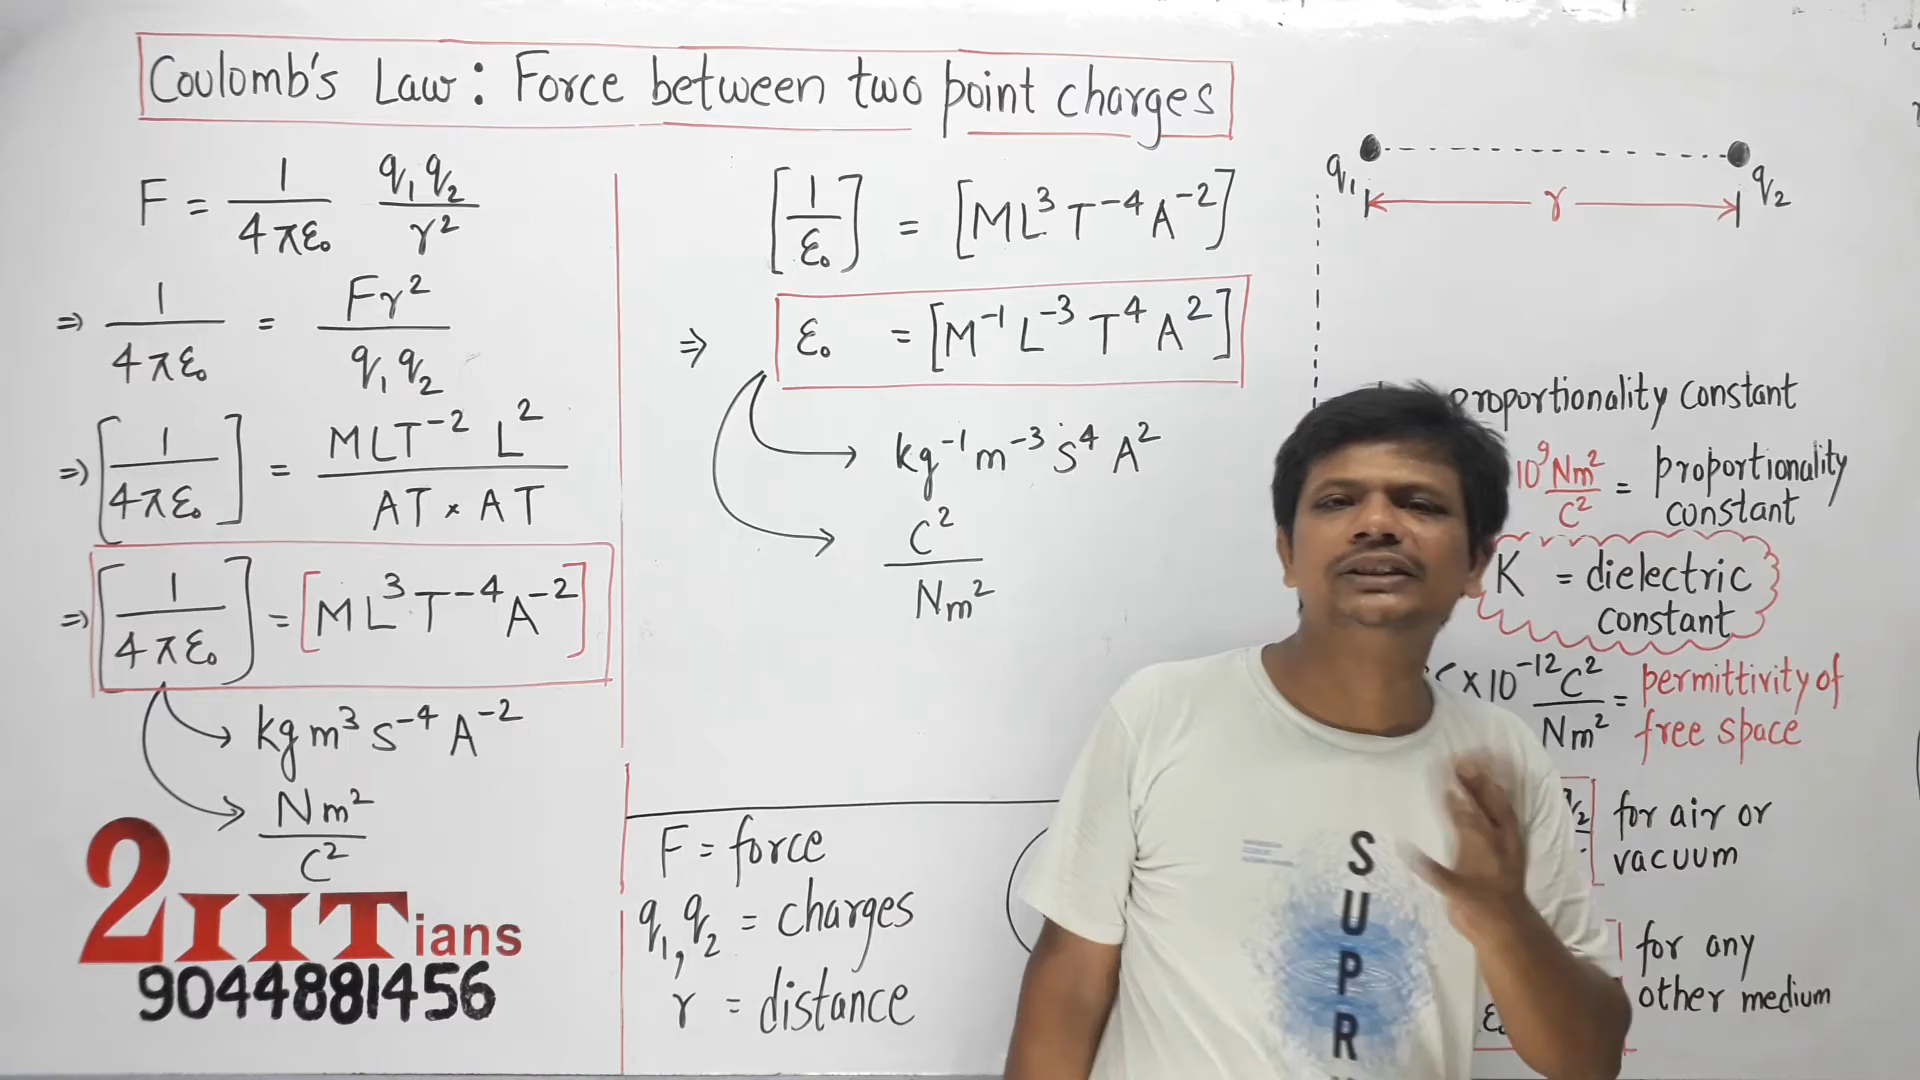 Coulomb's Law: Force between two point charges
F = 1/4πε₀ q₁q₂/r²
⇒ 1/4πε₀ = Fr²/q₁q₂
⇒ [1/4πε₀] = MLT⁻² L²/AT × AT
⇒ [1/4πε₀] = [ML³T⁻⁴A⁻²]
kg m³ s⁻⁴ A⁻²
Nm²/C²
2IITians
9044881456
[1/ε₀] = [ML³T⁻⁴A⁻²]
⇒ ε₀ = [M⁻¹L⁻³T⁴A²]
kg⁻¹m⁻³s⁴A²
C²/Nm²
F = force
q₁, q₂ = charges
r = distance
q₁ q₂
r
proportionality constant
10⁹ Nm²/C² = proportionality
constant
K = dielectric
constant
×10⁻¹² C²/Nm² = permittivity of
free space
for air or
vacuum
for any
other medium
S
U
P
R